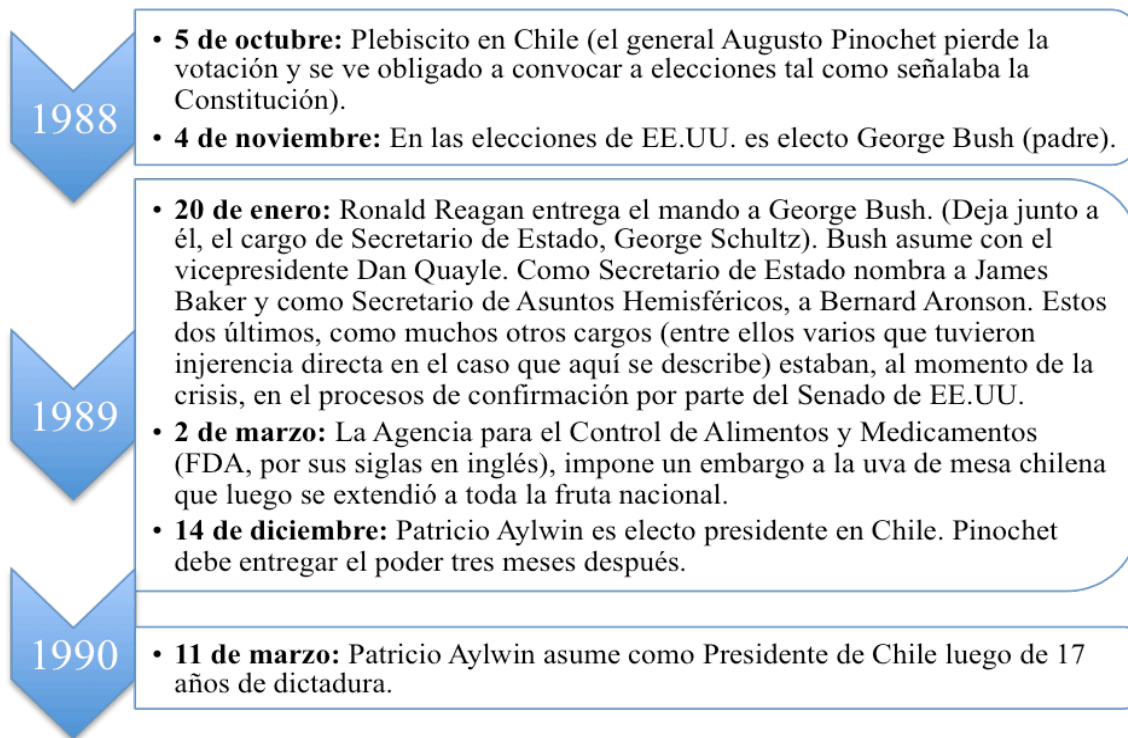 1988
• 5 de octubre: Plebiscito en Chile (el general Augusto Pinochet pierde la
votación y se ve obligado a convocar a elecciones tal como señalaba la
Constitución).
• 4 de noviembre: En las elecciones de EE.UU. es electo George Bush (padre).
1989
• 20 de enero: Ronald Reagan entrega el mando a George Bush. (Deja junto a
él, el cargo de Secretario de Estado, George Schultz). Bush asume con el
vicepresidente Dan Quayle. Como Secretario de Estado nombra a James
Baker y como Secretario de Asuntos Hemisféricos, a Bernard Aronson. Estos
dos últimos, como muchos otros cargos (entre ellos varios que tuvieron
injerencia directa en el caso que aquí se describe) estaban, al momento de la
crisis, en el procesos de confirmación por parte del Senado de EE.UU.
• 2 de marzo: La Agencia para el Control de Alimentos y Medicamentos
(FDA, por sus siglas en inglés), impone un embargo a la uva de mesa chilena
que luego se extendió a toda la fruta nacional.
• 14 de diciembre: Patricio Aylwin es electo presidente en Chile. Pinochet
debe entregar el poder tres meses después.
1990
• 11 de marzo: Patricio Aylwin asume como Presidente de Chile luego de 17
años de dictadura.